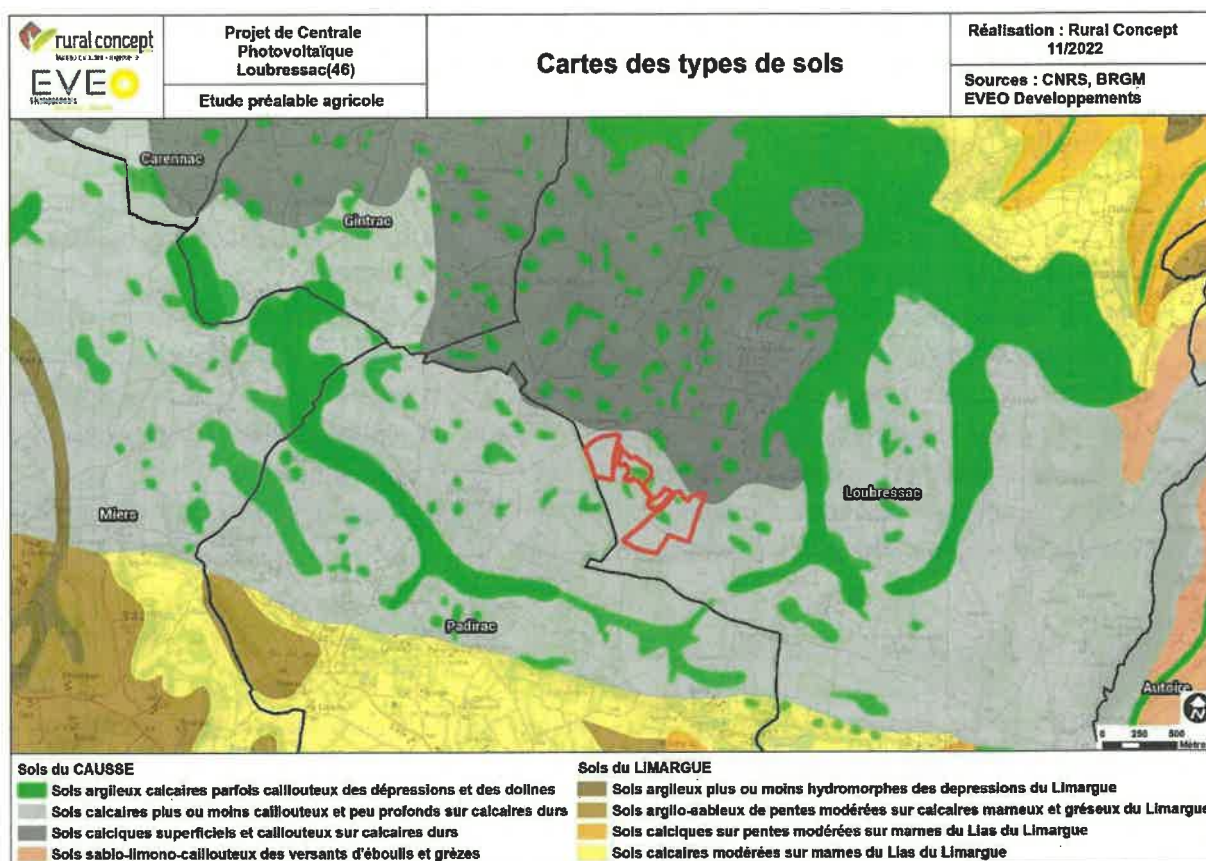 rural concept
EVEO
Projet de Centrale
Photovoltaïque
Loubressac(46)
Etude préalable agricole
Cartes des types de sols
Réalisation : Rural Concept
11/2022
Sources : CNRS, BRGM
EVEO Developpements
Carennac
Gintrac
Loubressac
Miers
Padirac
Autoire
N
0 250 500
Mètres
Sols du CAUSSE
Sols argileux calcaires parfois caillouteux des dépressions et des dolines
Sols calcaires plus ou moins caillouteux et peu profonds sur calcaires durs
Sols calciques superficiels et caillouteux sur calcaires durs
Sols sablo-limono-caillouteux des versants d'éboulis et grèzes
Sols du LIMARGUE
Sols argileux plus ou moins hydromorphes des depressions du Limargue
Sols argilo-sableux de pentes modérées sur calcaires marneux et gréseux du Limargue
Sols calciques sur pentes modérées sur marnes du Lias du Limargue
Sols calcaires modérées sur marnes du Lias du Limargue